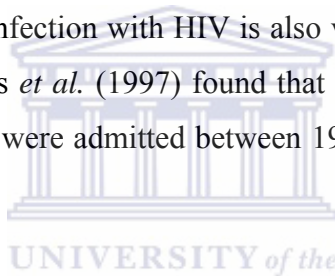 nfection with HIV is also
s et al. (1997) found that
were admitted between 19
UNIVERSITY of the